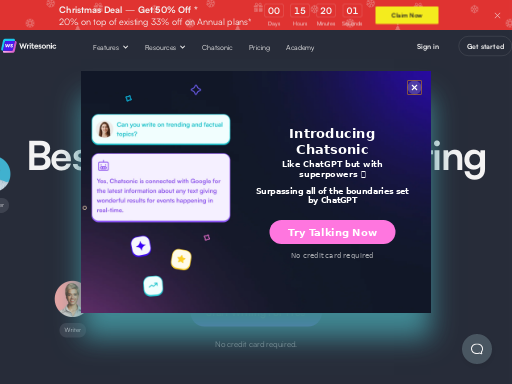 Christmas Deal — Get 50% Off *
20% on top of existing 33% off on Annual plans*
00 15 20 01
Days Hours Minutes Seconds
Claim Now
Writesonic
Features
Resources
Chatsonic
Pricing
Academy
Sign in
Get started
Can you write on trending and factual
topics?
Yes, Chatsonic is connected with Google for
the latest information about any text giving
wonderful results for events happening in
real-time.
Introducing
Chatsonic
Like ChatGPT but with
superpowers
Surpassing all of the boundaries set
by ChatGPT
Try Talking Now
No credit card required
Writer
No credit card required.